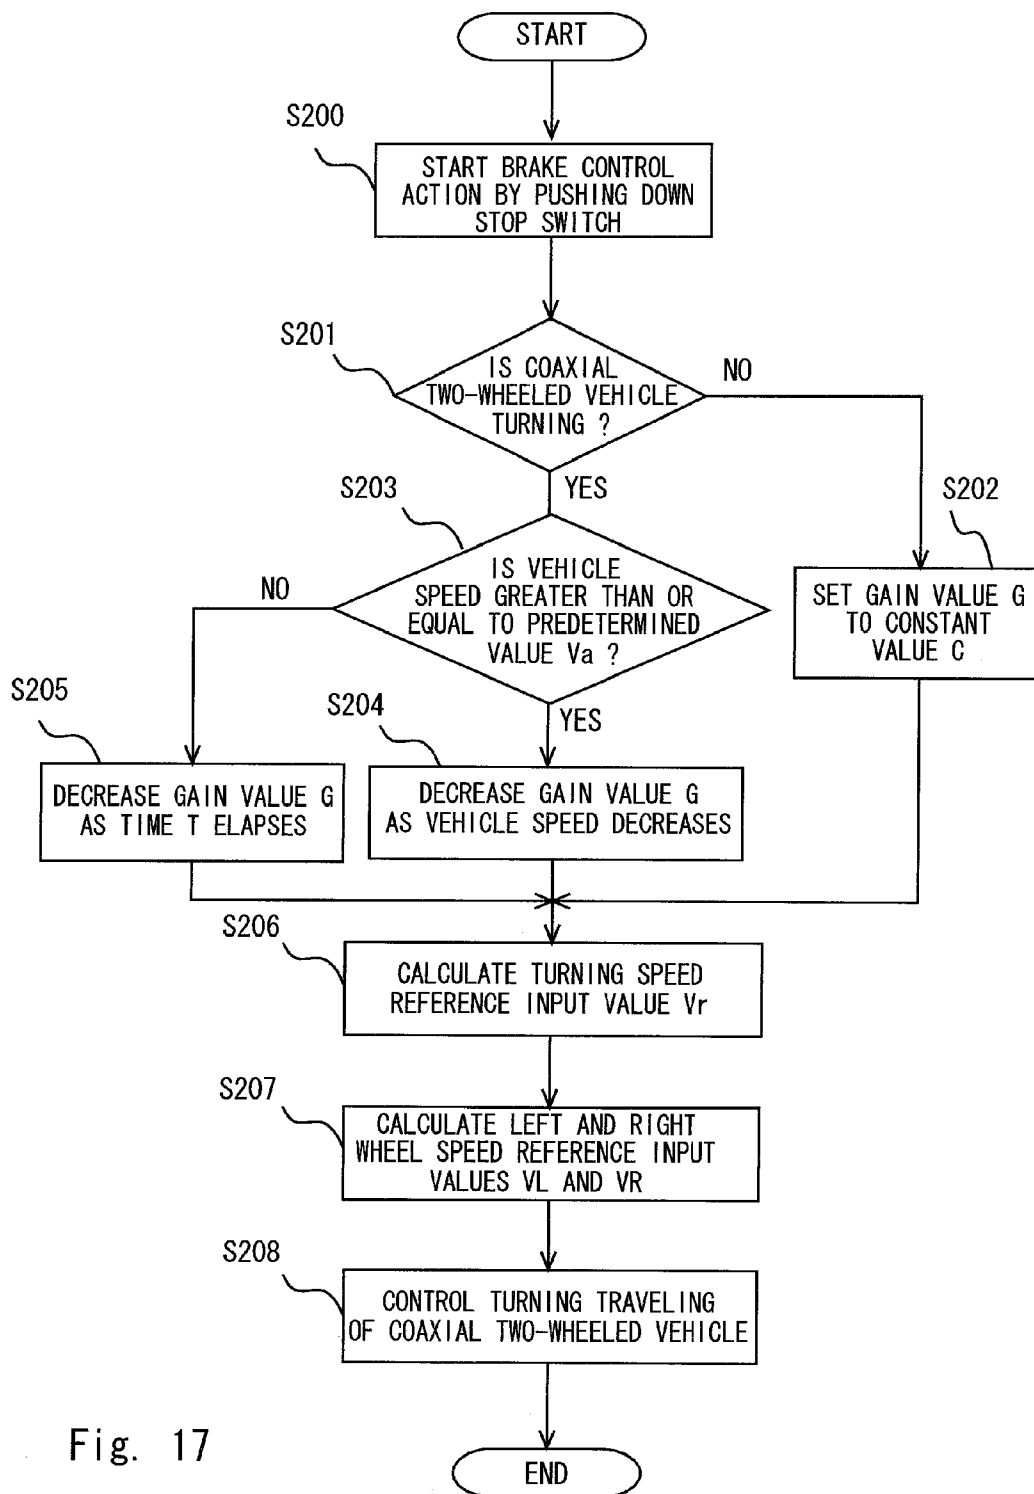 START
S200
START BRAKE CONTROL
ACTION BY PUSHING DOWN
STOP SWITCH
S201
IS COAXIAL
TWO-WHEELED VEHICLE
TURNING ?
NO
YES
S203
S202
IS VEHICLE
SPEED GREATER THAN OR
EQUAL TO PREDETERMINED
VALUE Va ?
NO
SET GAIN VALUE G
TO CONSTANT
VALUE C
YES
S205
S204
DECREASE GAIN VALUE G
AS TIME T ELAPSES
DECREASE GAIN VALUE G
AS VEHICLE SPEED DECREASES
S206
CALCULATE TURNING SPEED
REFERENCE INPUT VALUE Vr
S207
CALCULATE LEFT AND RIGHT
WHEEL SPEED REFERENCE INPUT
VALUES VL AND VR
S208
CONTROL TURNING TRAVELING
OF COAXIAL TWO-WHEELED VEHICLE
END
Fig. 17